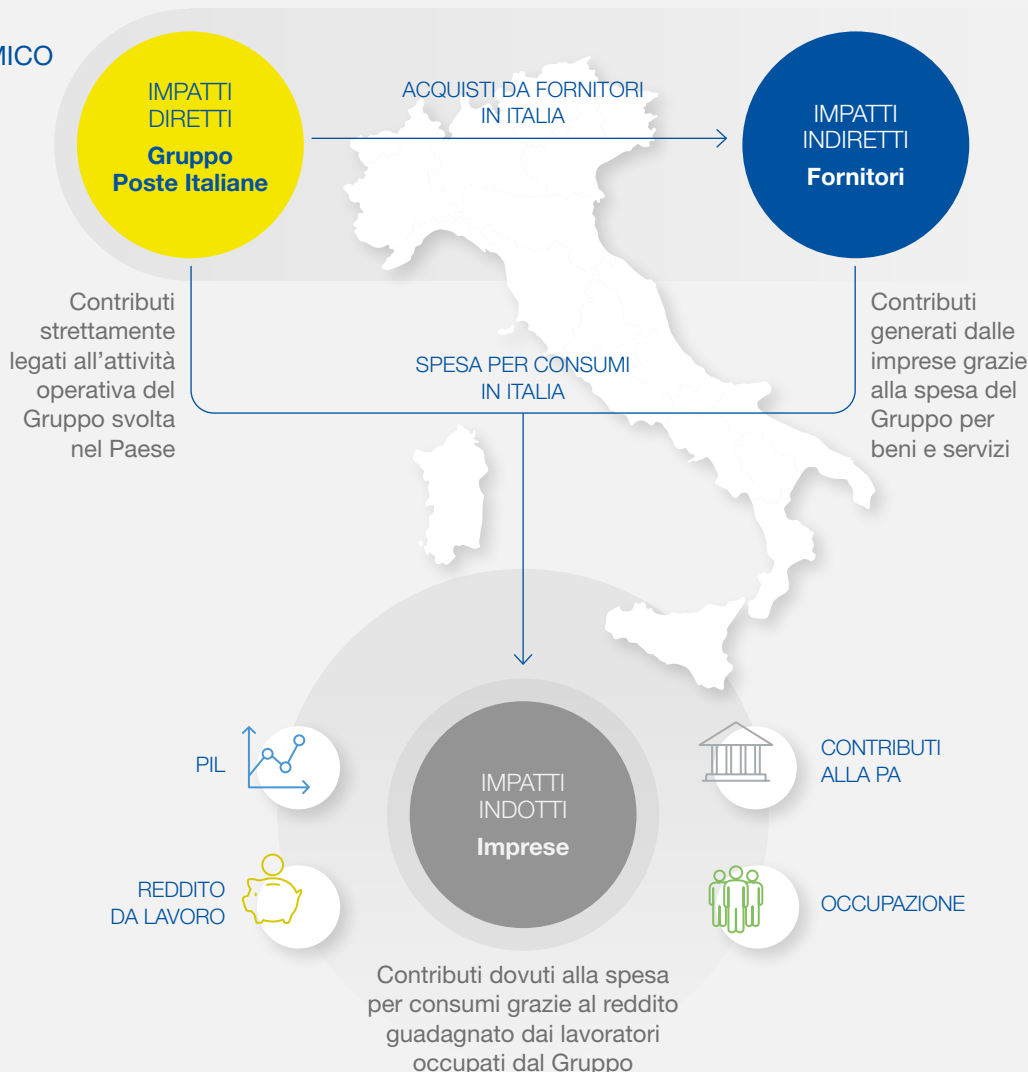 IMPATTI
DIRETTI
Gruppo
Poste Italiane
ACQUISTI DA FORNITORI
IN ITALIA
IMPATTI
INDIRETTI
Fornitori
Contributi
strettamente
legati all'attività
operativa del
Gruppo svolta
nel Paese
SPESA PER CONSUMI
IN ITALIA
Contributi
generati dalle
imprese grazie
alla spesa del
Gruppo per
beni e servizi
PIL
REDDITO
DA LAVORO
IMPATTI
INDOTTI
Imprese
CONTRIBUTI
ALLA PA
OCCUPAZIONE
Contributi dovuti alla spesa
per consumi grazie al reddito
guadagnato dai lavoratori
occupati dal Gruppo